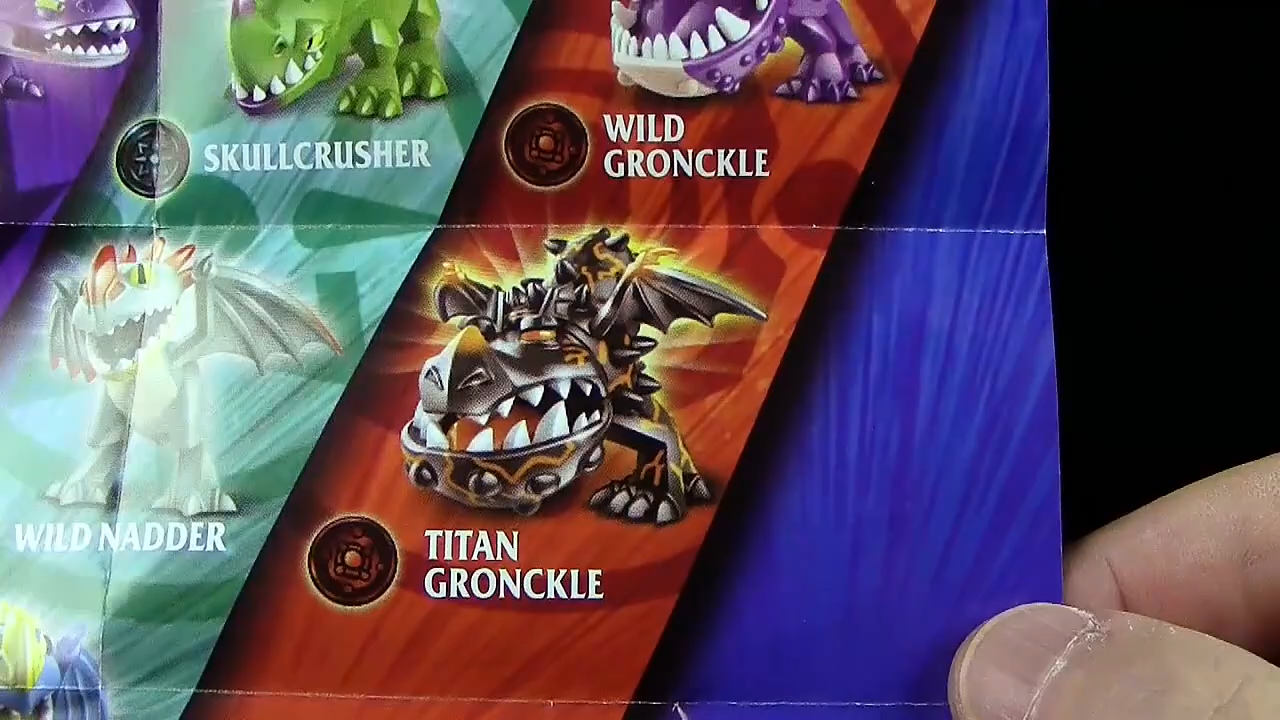 SKULLCRUSHER
WILD
GRONCKLE
WILD NADDER
TITAN
GRONCKLE